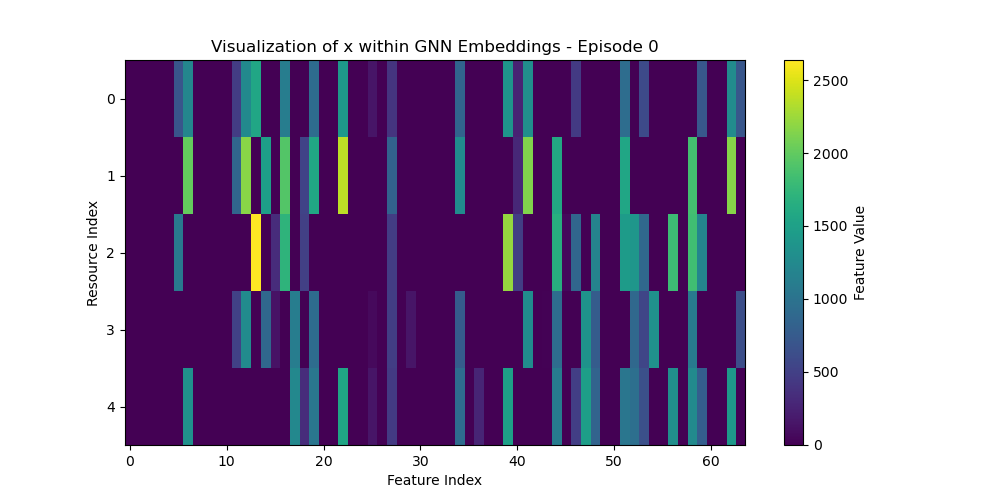 Visualization of x within GNN Embeddings - Episode 0
Resource Index
0
1
2
3
4
0 10 20 30 40 50 60
Feature Index
2500
2000
1500
1000
500
0
Feature Value